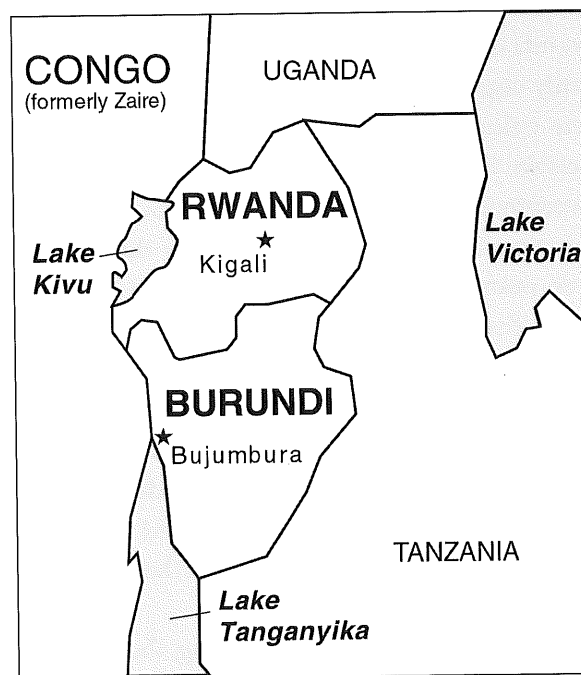 CONGO
(formerly Zaire)
UGANDA
RWANDA
Kigali
Lake
Kivu
Lake
Victoria
BURUNDI
Bujumbura
TANZANIA
Lake
Tanganyika